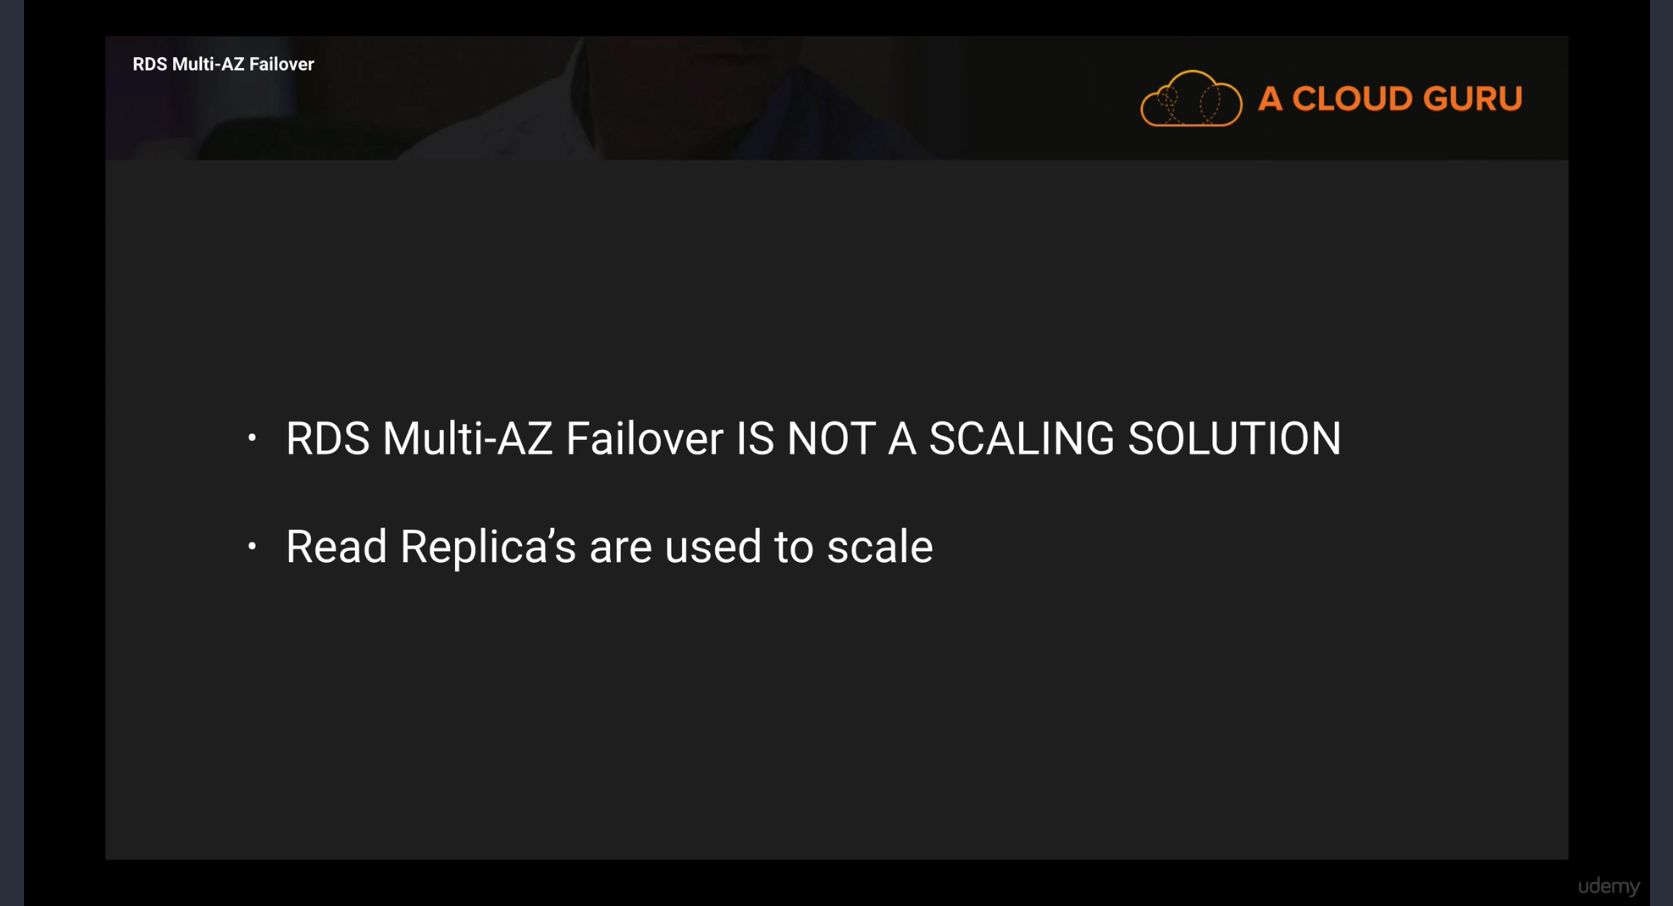 RDS Multi-AZ Failover
A CLOUD GURU
• RDS Multi-AZ Failover IS NOT A SCALING SOLUTION
• Read Replica’s are used to scale
udemy